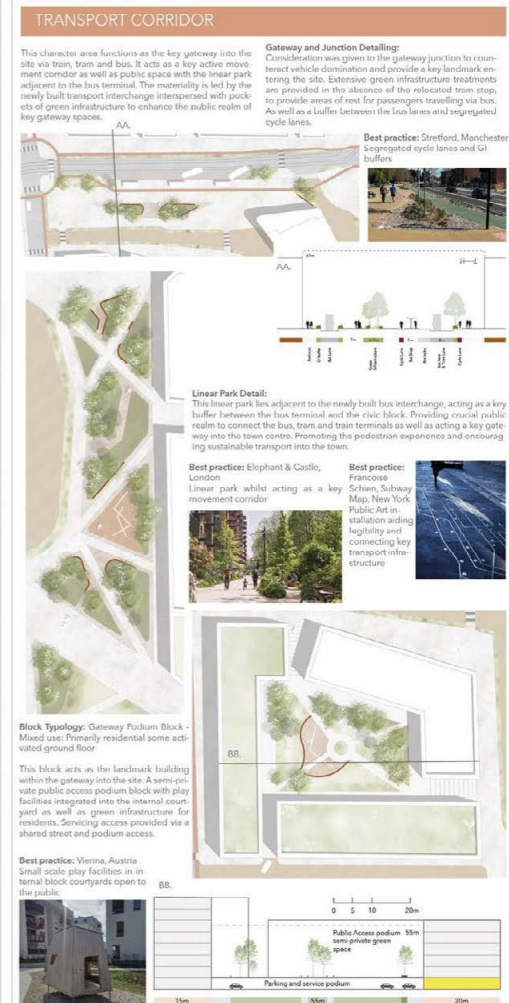 TRANSPORT CORRIDOR
This character area functions as the key gateway into the
site via train, tram and bus. It acts as a key active move-
ment corridor as well as public space with the linear park
adjacent to the bus terminal. The materiality is led by the
newly built transport interchange interspersed with pock-
ets of green infrastructure to enhance the public realm of
key gateway spaces.
Gateway and Junction Detailing:
Consideration was given to the gateway junction to coun-
teract vehicle domination and provide a key landmark en-
tering the site. Extensive green infrastructure treatments
are provided in the absence of the relocated tram stop,
to provide areas of rest for passengers travelling via bus.
As well as a buffer between the bus lanes and segregated
cycle lanes.
AA.
Best practice: Stretford, Manchester
Segregated cycle lanes and GI
buffers
AA.
Linear Park Detail:
This linear park lies adjacent to the newly built bus interchange, acting as a key
buffer between the bus terminal and the civic block. Providing crucial public
realm to connect the bus, tram and train terminals as well as acting a key gate-
way into the town centre. Promoting the pedestrian experience and encourag-
ing sustainable transport into the town.
Best practice: Elephant & Castle,
London
Linear park whilst acting as a key
movement corridor
Best practice:
Francoise
Schien, Subway
Map, New York
Public Art in-
stallation aiding
legibility and
connecting key
transport infra-
structure
Block Typology: Gateway Podium Block -
Mixed use: Primarily residential some acti-
vated ground floor
This block acts as the landmark building
within the gateway into the site. A semi-pri-
vate public access podium block with play
facilities integrated into the internal court-
yard as well as green infrastructure for
residents. Servicing access provided via a
shared street and podium access.
BB.
Best practice: Vienna, Austria
Small scale play facilities in in
ternal block courtyards open to
the public
BB.
0 5 10 20m
Public Access podium 55m
semi-private green
space
Parking and service podium
15m 55m 20m